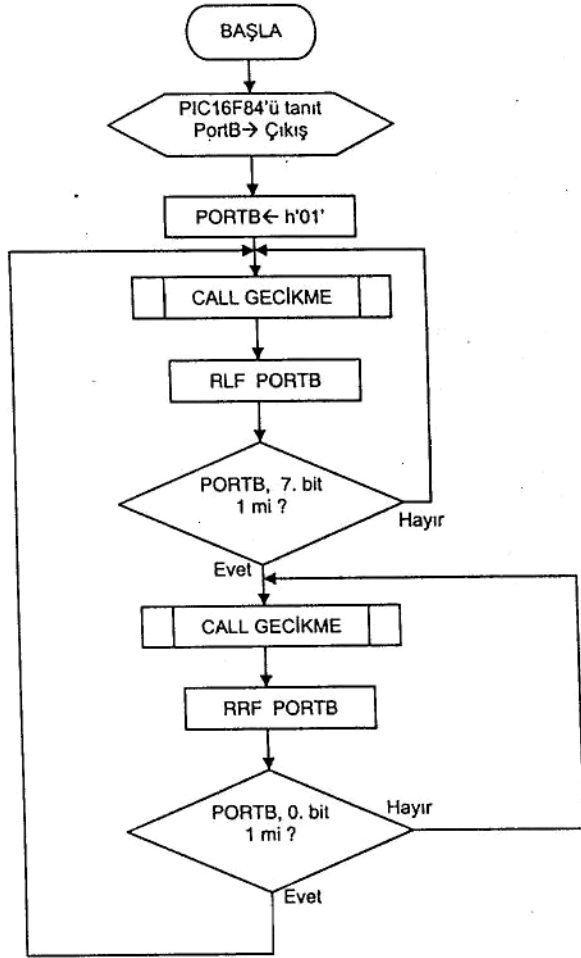 BAŞLA
PIC16F84'ü tanıt
PortB→ Çıkış
PORTB← h'01'
CALL GECİKME
RLF PORTB
PORTB, 7. bit
1 mi ?
Hayır
Evet
CALL GECİKME
RRF PORTB
PORTB, 0. bit
1 mi ?
Hayır
Evet